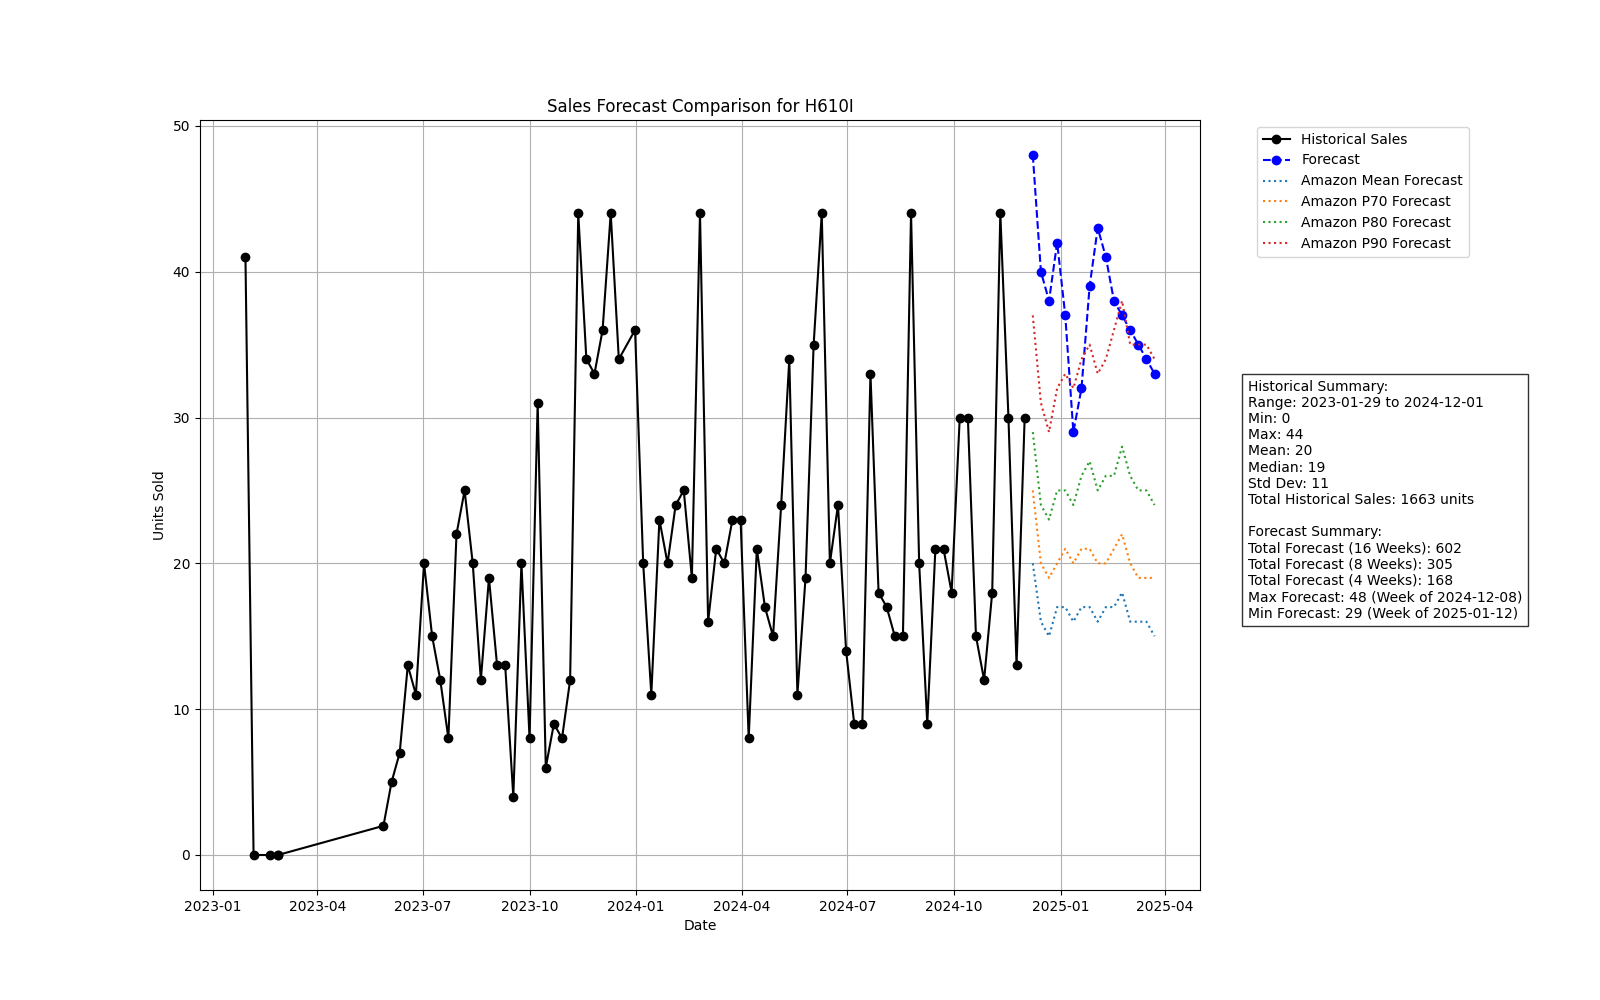 Sales Forecast Comparison for H610I
50
40
30
20
10
0
Units Sold
2023-01
2023-04
2023-07
2023-10
2024-01
2024-04
2024-07
2024-10
2025-01
2025-04
Date
Historical Sales
Forecast
Amazon Mean Forecast
Amazon P70 Forecast
Amazon P80 Forecast
Amazon P90 Forecast
Historical Summary:
Range: 2023-01-29 to 2024-12-01
Min: 0
Max: 44
Mean: 20
Median: 19
Std Dev: 11
Total Historical Sales: 1663 units
Forecast Summary:
Total Forecast (16 Weeks): 602
Total Forecast (8 Weeks): 305
Total Forecast (4 Weeks): 168
Max Forecast: 48 (Week of 2024-12-08)
Min Forecast: 29 (Week of 2025-01-12)